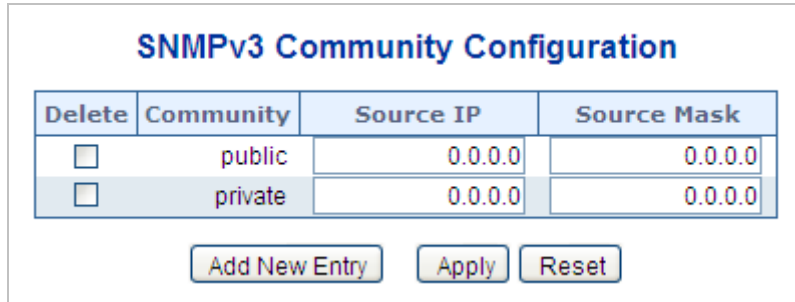 SNMPv3 Community Configuration
Delete Community Source IP Source Mask
public 0.0.0.0 0.0.0.0
private 0.0.0.0 0.0.0.0
Add New Entry Apply Reset